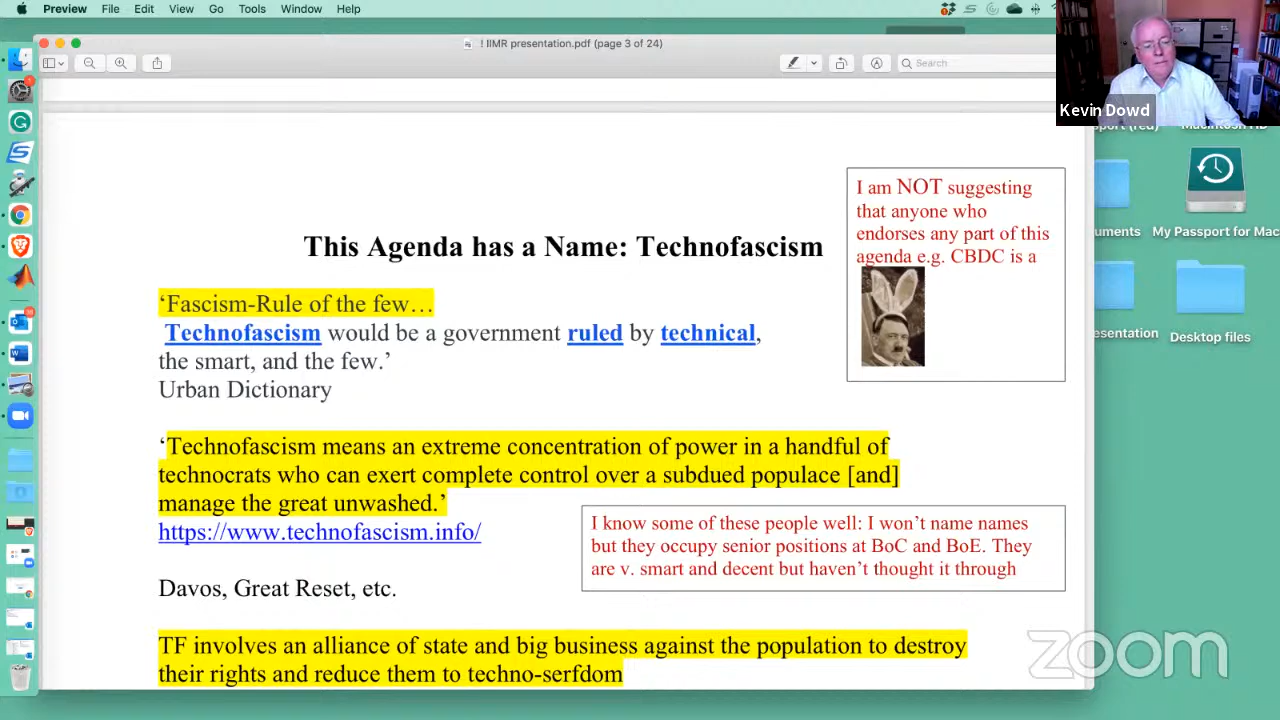 Preview File Edit View Go Tools Window Help
! IIMR presentation.pdf (page 3 of 24)
Search
Kevin Dowd
I am NOT suggesting
that anyone who
endorses any part of this
agenda e.g. CBDC is a
This Agenda has a Name: Technofascism
‘Fascism-Rule of the few…
Technofascism would be a government ruled by technical,
the smart, and the few.’
Urban Dictionary
‘Technofascism means an extreme concentration of power in a handful of
technocrats who can exert complete control over a subdued populace [and]
manage the great unwashed.’
https://www.technofascism.info/
I know some of these people well: I won’t name names
but they occupy senior positions at BoC and BoE. They
are v. smart and decent but haven’t thought it through
Davos, Great Reset, etc.
TF involves an alliance of state and big business against the population to destroy
their rights and reduce them to techno-serfdom
My Passport for Mac
Desktop files
zoom